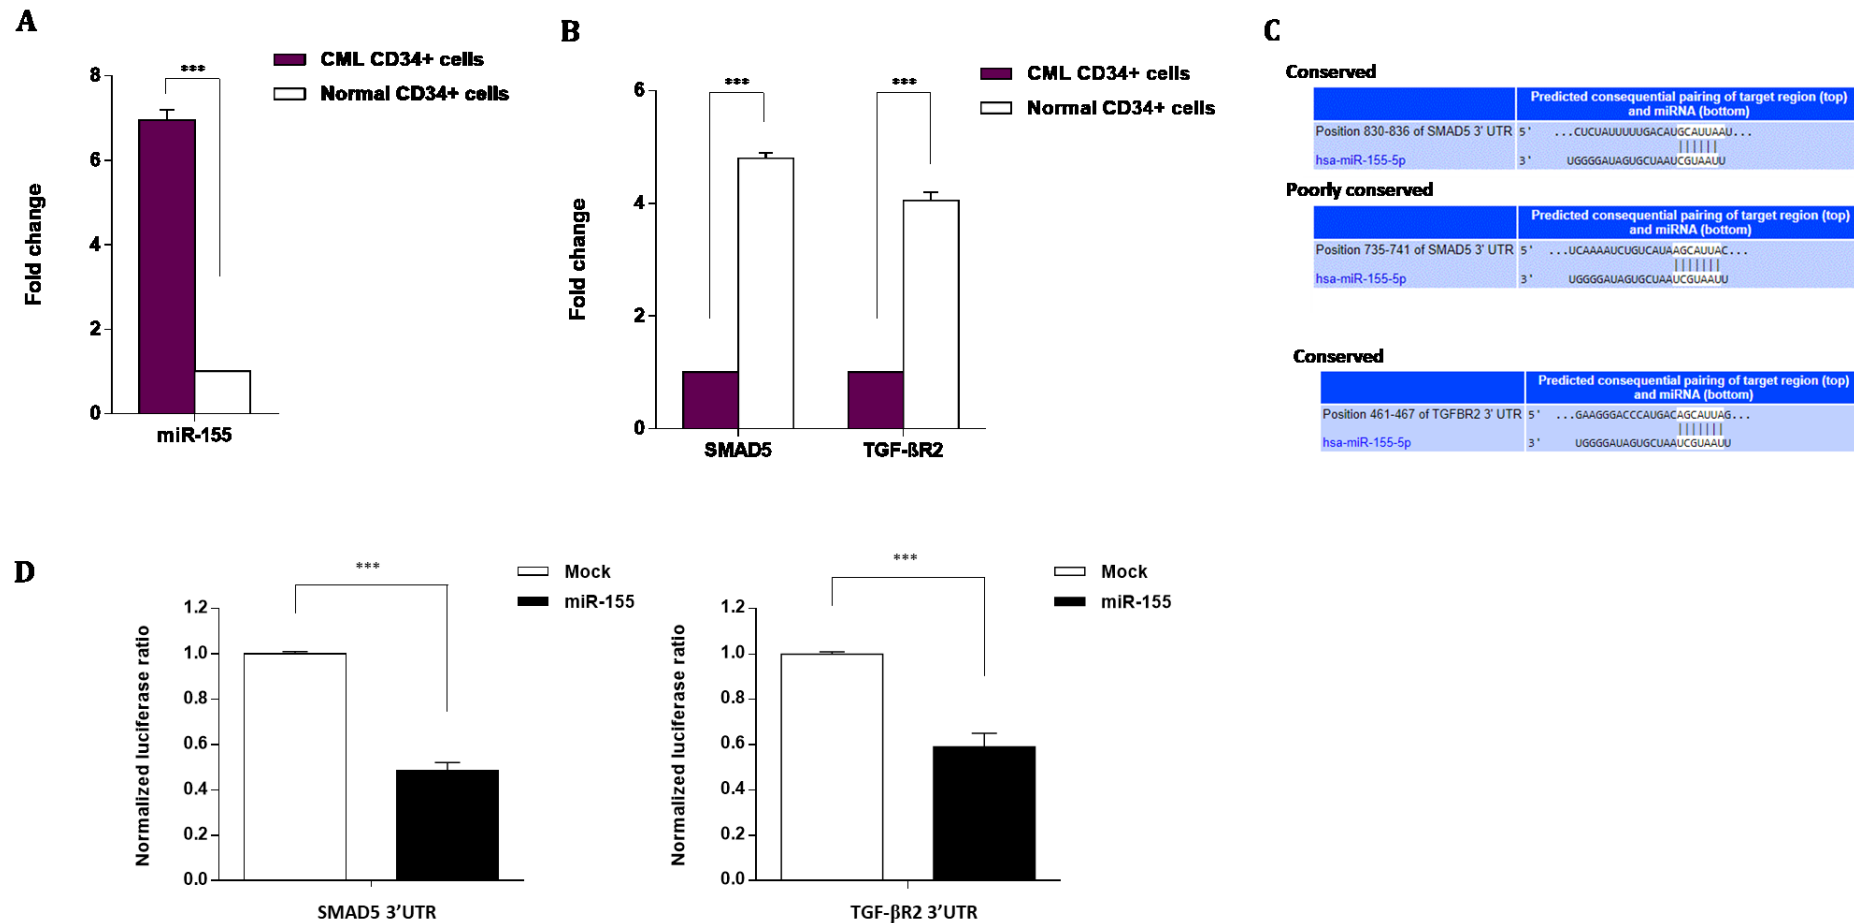 A
CML CD34+ cells
Normal CD34+ cells
***
8
6
4
2
0
Fold change
miR-155
B
CML CD34+ cells
Normal CD34+ cells
***
***
6
4
2
0
Fold change
SMAD5
TGF-ßR2
C
Conserved
Predicted consequential pairing of target region (top)
and miRNA (bottom)
Position 830-836 of SMAD5 3' UTR 5' ...CUCUAUUUUUGACAUGCAUUAAU...
||||||
hsa-miR-155-5p 3' UGGGGAUAGUGCUAAUCGUAAUU
Poorly conserved
Predicted consequential pairing of target region (top)
and miRNA (bottom)
Position 735-741 of SMAD5 3' UTR 5' ...UCAAAAUCUGUCAUAAGCAUUAC...
|||||||
hsa-miR-155-5p 3' UGGGGAUAGUGCUAAUCGUAAUU
Conserved
Predicted consequential pairing of target region (top)
and miRNA (bottom)
Position 461-467 of TGFBR2 3' UTR 5' ...GAAGGGACCCAUGACAGCAUUAG...
|||||||
hsa-miR-155-5p 3' UGGGGAUAGUGCUAAUCGUAAUU
D
***
Mock
miR-155
1.2
1.0
0.8
0.6
0.4
0.2
0.0
Normalized luciferase ratio
SMAD5 3’UTR
***
Mock
miR-155
1.2
1.0
0.8
0.6
0.4
0.2
0.0
Normalized luciferase ratio
TGF-βR2 3’UTR